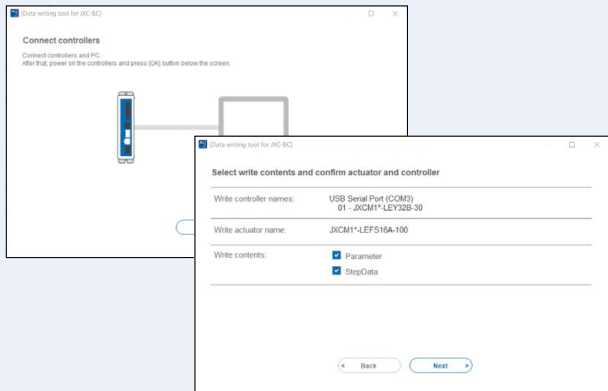 [Data writing tool for JXC-BC]
Connect controllers
Connect controllers and PC.
After that, power on the controllers and press [OK] button below the screen.
[Data writing tool for JXC-BC]
Select write contents and confirm actuator and controller
Write controller names:
USB Serial Port (COM3)
01 - JXCM1*-LEY32B-30
Write actuator name:
JXCM1*-LEFS16A-100
Write contents:
Parameter
StepData
< Back
Next >